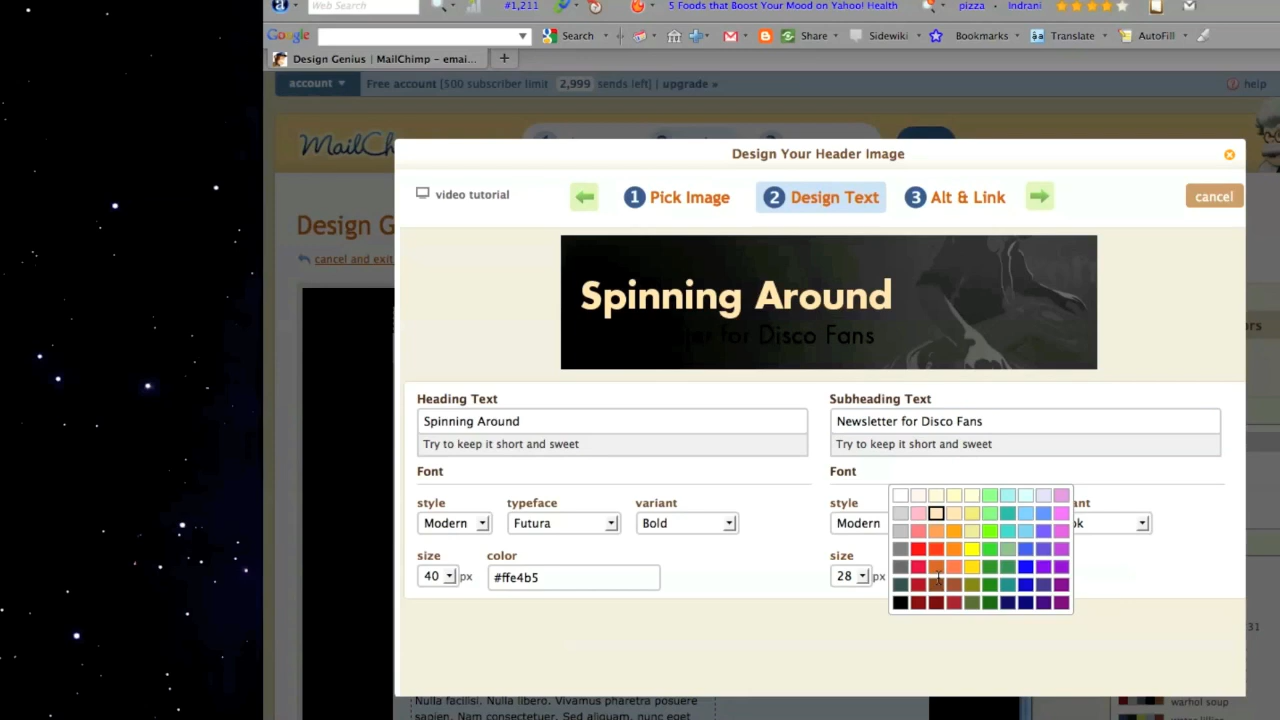 Web Search #1,211 5 Foods that Boost Your Mood on Yahoo! Health pizza Indrani
Google Search Share Sidewiki Bookmarks Translate AutoFill
Design Genius | MailChimp – emai...
account Free account [500 subscriber limit 2,999 sends left] | upgrade » help
MailCh
Design Your Header Image
video tutorial 1 Pick Image 2 Design Text 3 Alt & Link cancel
Design G
cancel and exit
Spinning Around
for Disco Fans
Heading Text Subheading Text
Spinning Around Newsletter for Disco Fans
Try to keep it short and sweet Try to keep it short and sweet
Font Font
style typeface variant style
Modern Futura Bold Modern
size color size
40 px #ffe4b5 28 px
Nulla facilisi. Nulla libero. Vivamus pharetra posuere
sapien. Nam consectetuer. Sed aliquam, nunc eget
warhol soup